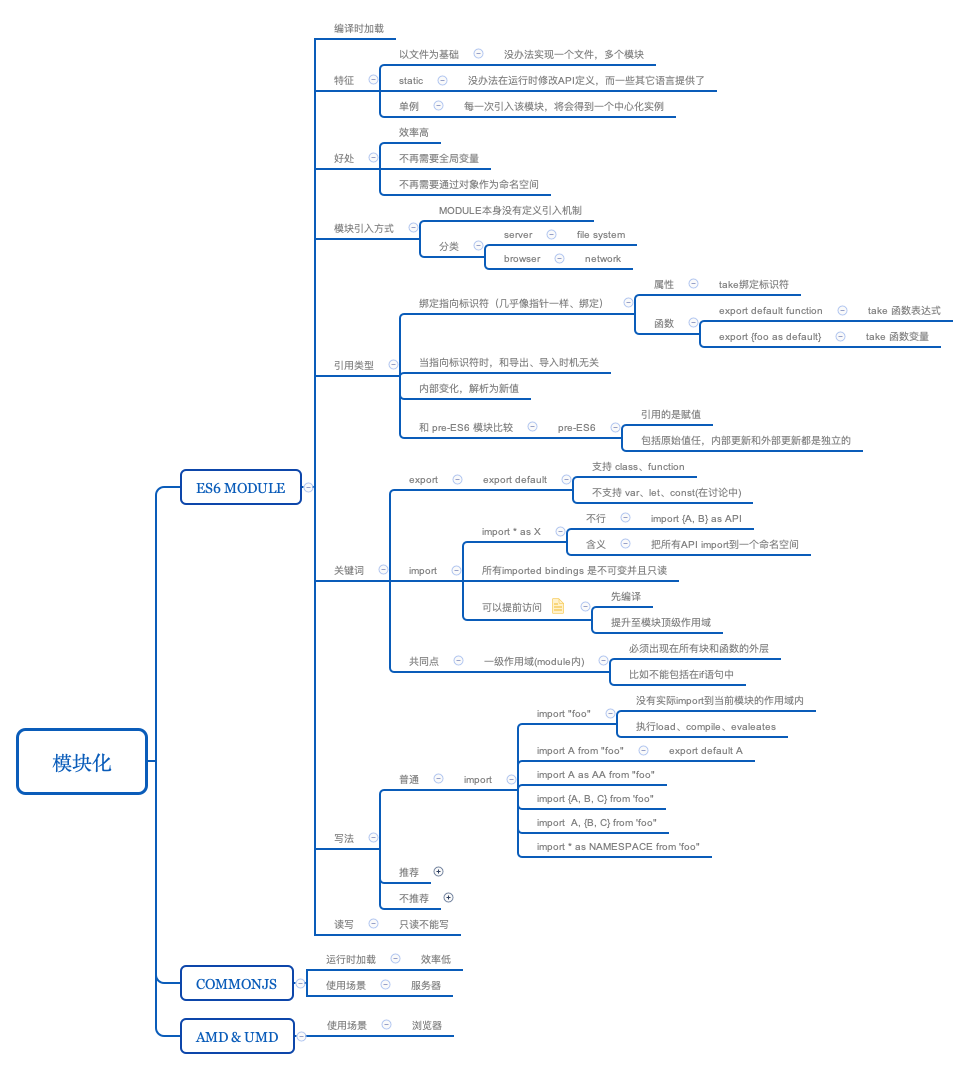 模块化
ES6 MODULE
编译时加载
特征
以文件为基础 没办法实现一个文件，多个模块
static 没办法在运行时修改API定义，而一些其它语言提供了
单例 每一次引入该模块，将会得到一个中心化实例
好处
效率高
不再需要全局变量
不再需要通过对象作为命名空间
模块引入方式
MODULE本身没有定义引入机制
分类
server file system
browser network
引用类型
绑定指向标识符（几乎像指针一样、绑定）
属性 take绑定标识符
函数
export default function take 函数表达式
export {foo as default} take 函数变量
当指向标识符时，和导出、导入时机无关
内部变化，解析为新值
和 pre-ES6 模块比较 pre-ES6
引用的是赋值
包括原始值任，内部更新和外部更新都是独立的
关键词
export export default
支持 class、function
不支持 var、let、const(在讨论中)
import
import * as X
不行 import {A, B} as API
含义 把所有API import到一个命名空间
所有imported bindings 是不可变并且只读
可以提前访问
先编译
提升至模块顶级作用域
共同点 一级作用域(module内)
必须出现在所有块和函数的外层
比如不能包括在if语句中
写法
普通 import
import "foo"
没有实际import到当前模块的作用域内
执行load、compile、evaleates
import A from "foo" export default A
import A as AA from "foo"
import {A, B, C} from 'foo"
import  A, {B, C} from 'foo"
import * as NAMESPACE from 'foo"
推荐
不推荐
读写 只读不能写
COMMONJS
运行时加载 效率低
使用场景 服务器
AMD & UMD
使用场景 浏览器